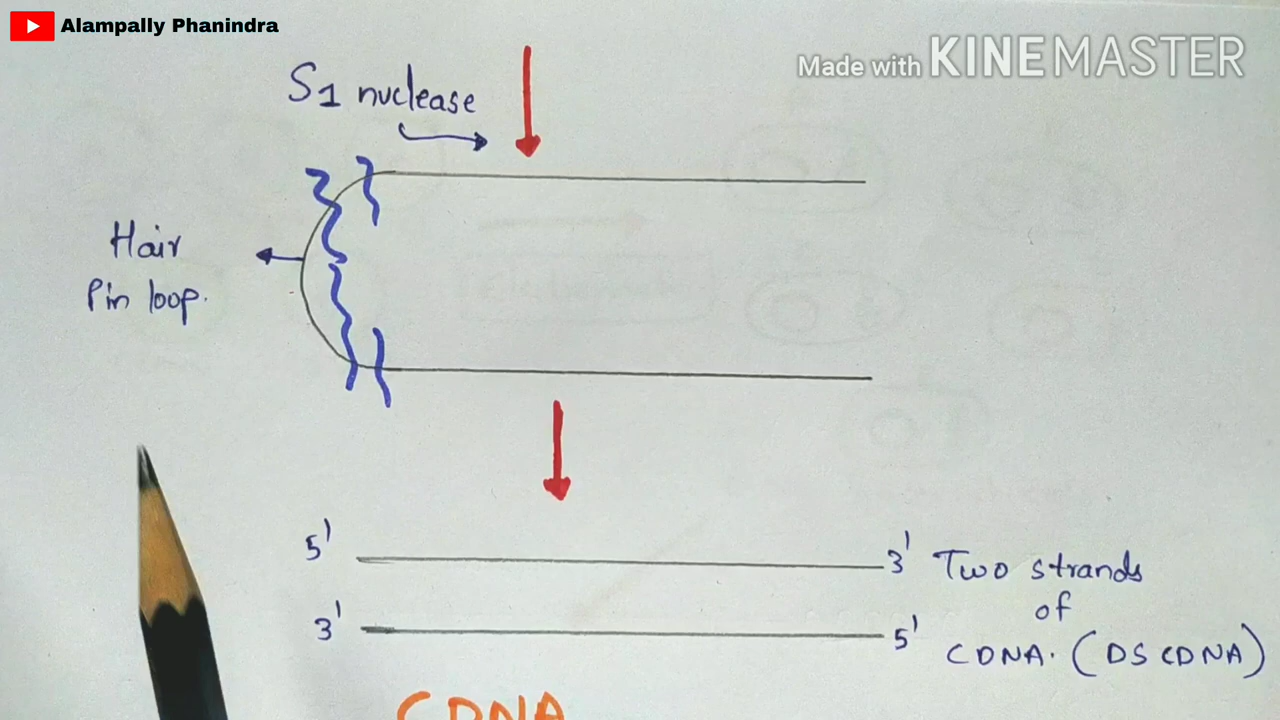 Alampally Phanindra
Made with KINEMASTER
S1 nuclease
Hair
Pin loop.
5' 3' Two strands
of
3' 5' CDNA. (DS CDNA)
CDNA